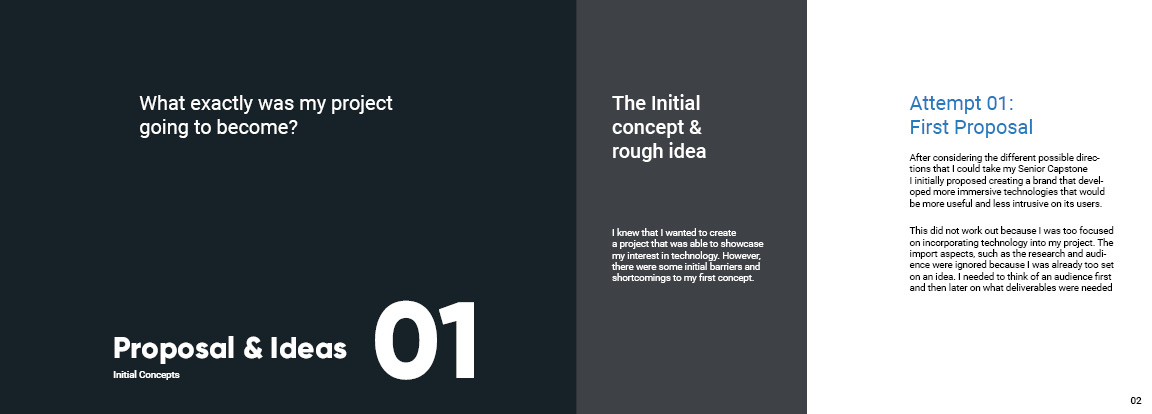 What exactly was my project
going to become?
Proposal & Ideas
01
Initial Concepts
The Initial
concept &
rough idea
I knew that I wanted to create
a project that was able to showcase
my interest in technology. However,
there were some initial barriers and
shortcomings to my first concept.
Attempt 01:
First Proposal
After considering the different possible direc-
tions that I could take my Senior Capstone
I initially proposed creating a brand that devel-
oped more immersive technologies that would
be more useful and less intrusive on its users.
This did not work out because I was too focused
on incorporating technology into my project. The
import aspects, such as the research and audi-
ence were ignored because I was already too set
on an idea. I needed to think of an audience first
and then later on what deliverables were needed
02